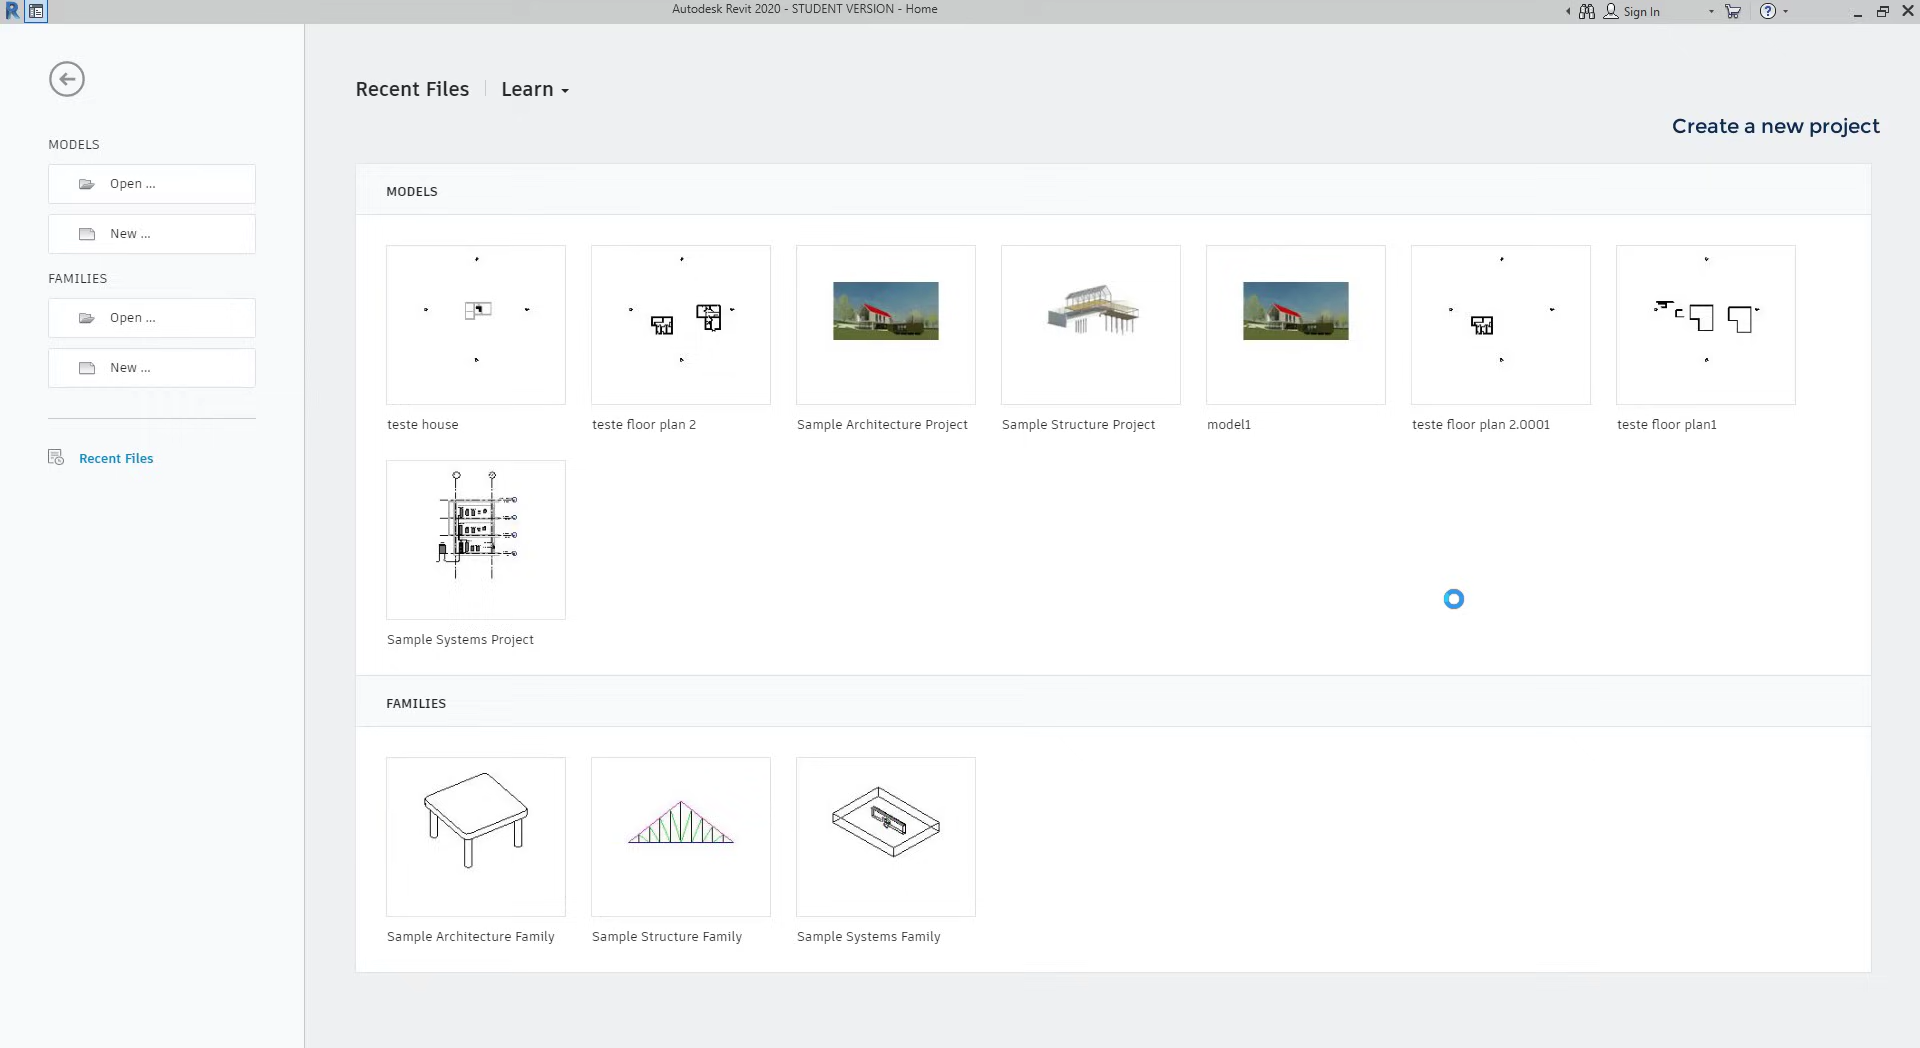 Autodesk Revit 2020 - STUDENT VERSION - Home
Sign In
Recent Files
Learn
Create a new project
MODELS
Open ...
New ...
FAMILIES
Open ...
New ...
Recent Files
MODELS
teste house
teste floor plan 2
Sample Architecture Project
Sample Structure Project
model1
teste floor plan 2.0001
teste floor plan1
Sample Systems Project
FAMILIES
Sample Architecture Family
Sample Structure Family
Sample Systems Family